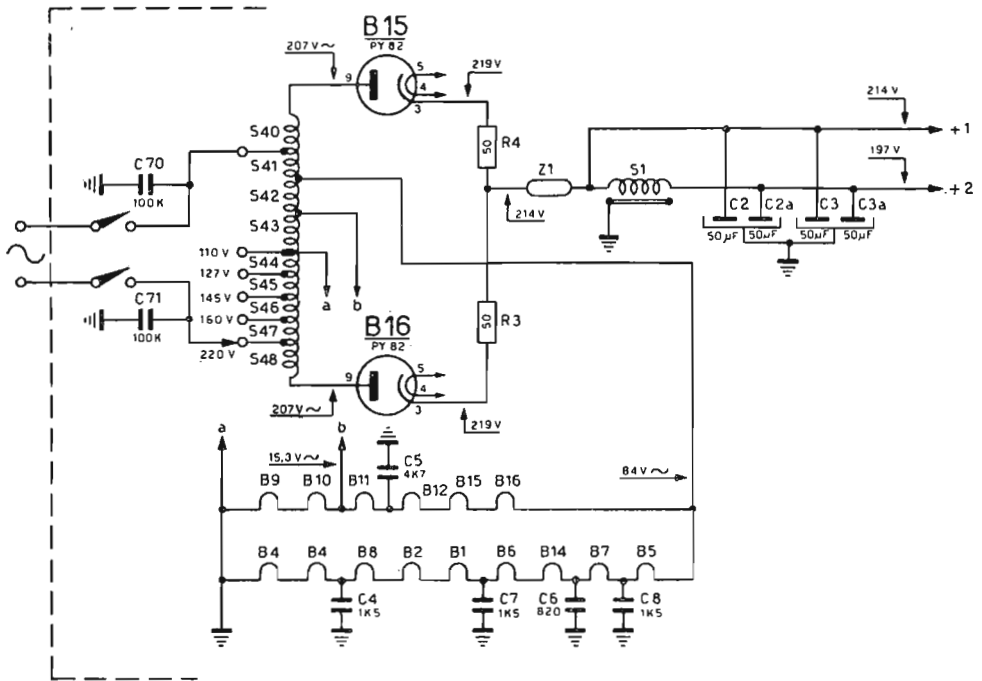 B15
PY 82
207 V~
9
5
4
3
219 V
214 V
+1
197 V
+2
S40
S41
S42
S43
S44
S45
S46
S47
S48
C70
100K
R4
50
Z1
S1
214 V
C2
C2a
C3
C3a
50µF
50µF
50µF
50µF
110 V
127 V
145 V
160 V
220 V
C71
100K
a
b
R3
50
B16
PY 82
9
5
4
3
207 V~
219 V
a
b
15,3 V~
C5
4K7
84 V~
B9
B10
B11
B12
B15
B16
B4
B4
B8
B2
B1
B6
B14
B7
B5
C4
1K5
C7
1K5
C6
820
C8
1K5